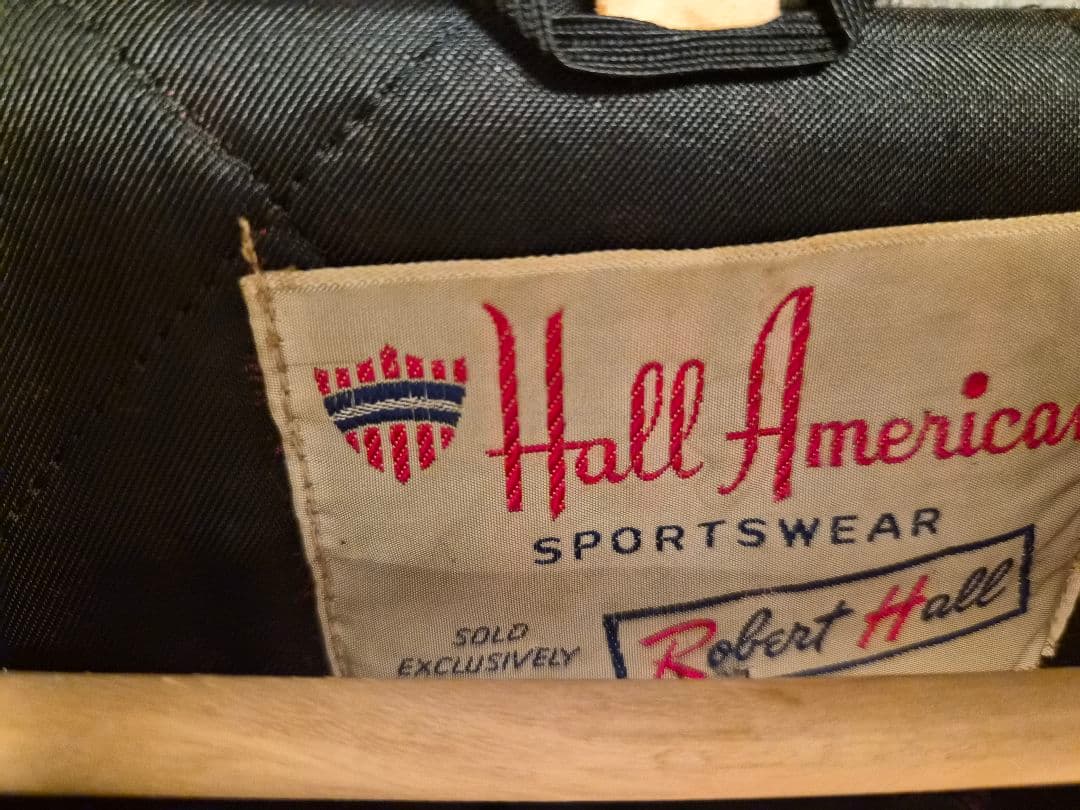 Hall American
SPORTSWEAR
SOLD
EXCLUSIVELY
Robert Hall